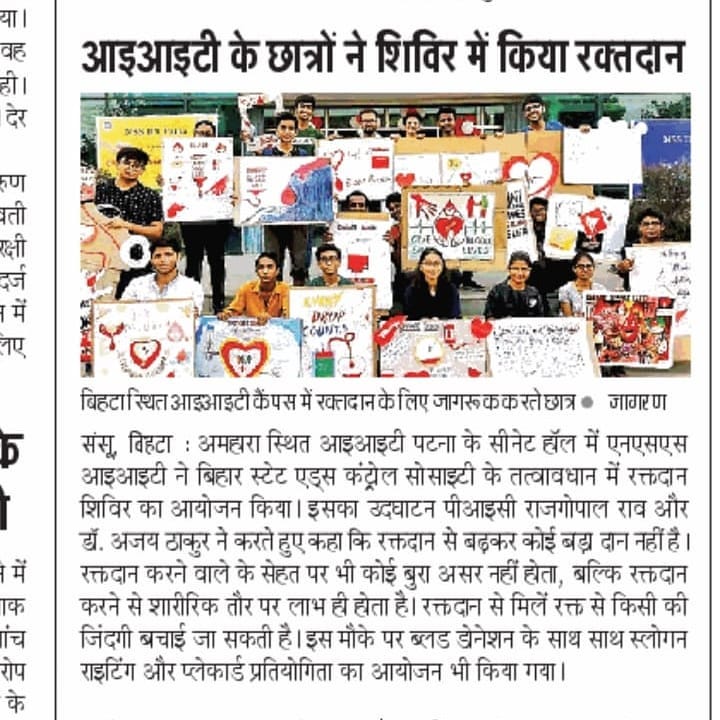 या।
वह
ही।
देर
आइआइटी के छात्रों ने शिविर में किया रक्तदान
EVERY
DROP
COUNTS
बिहटा स्थित आइआइटी कैंपस में रक्तदान के लिए जागरूक करते छात्र ● जागरण
संसू, विहटा : अमहारा स्थित आइआइटी पटना के सीनेट हॉल में एनएसएस
आइआइटी ने बिहार स्टेट एड्स कंट्रोल सोसाइटी के तत्वावधान में रक्तदान
शिविर का आयोजन किया। इसका उदघाटन पीआइसी राजगोपाल राव और
डॉ. अजय ठाकुर ने करते हुए कहा कि रक्तदान से बढ़कर कोई बड़ा दान नहीं है।
रक्तदान करने वाले के सेहत पर भी कोई बुरा असर नहीं होता, बल्कि रक्तदान
करने से शारीरिक तौर पर लाभ ही होता है। रक्तदान से मिलें रक्त से किसी की
जिंदगी बचाई जा सकती है। इस मौके पर ब्लड डोनेशन के साथ साथ स्लोगन
राइटिंग और प्लेकार्ड प्रतियोगिता का आयोजन भी किया गया।